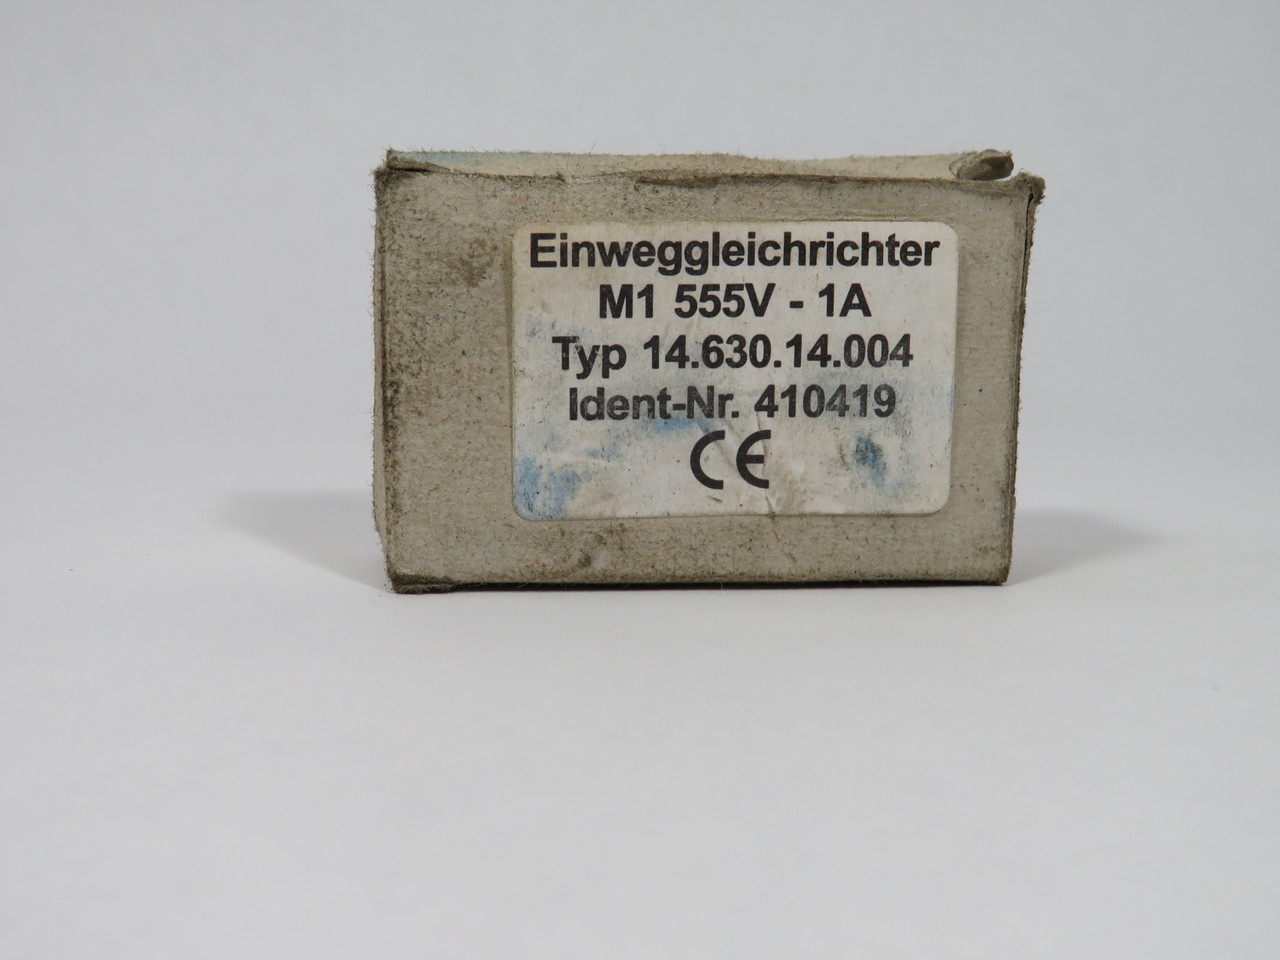 Einweggleichrichter
M1 555V - 1A
Typ 14.630.14.004
Ident-Nr. 410419
CE